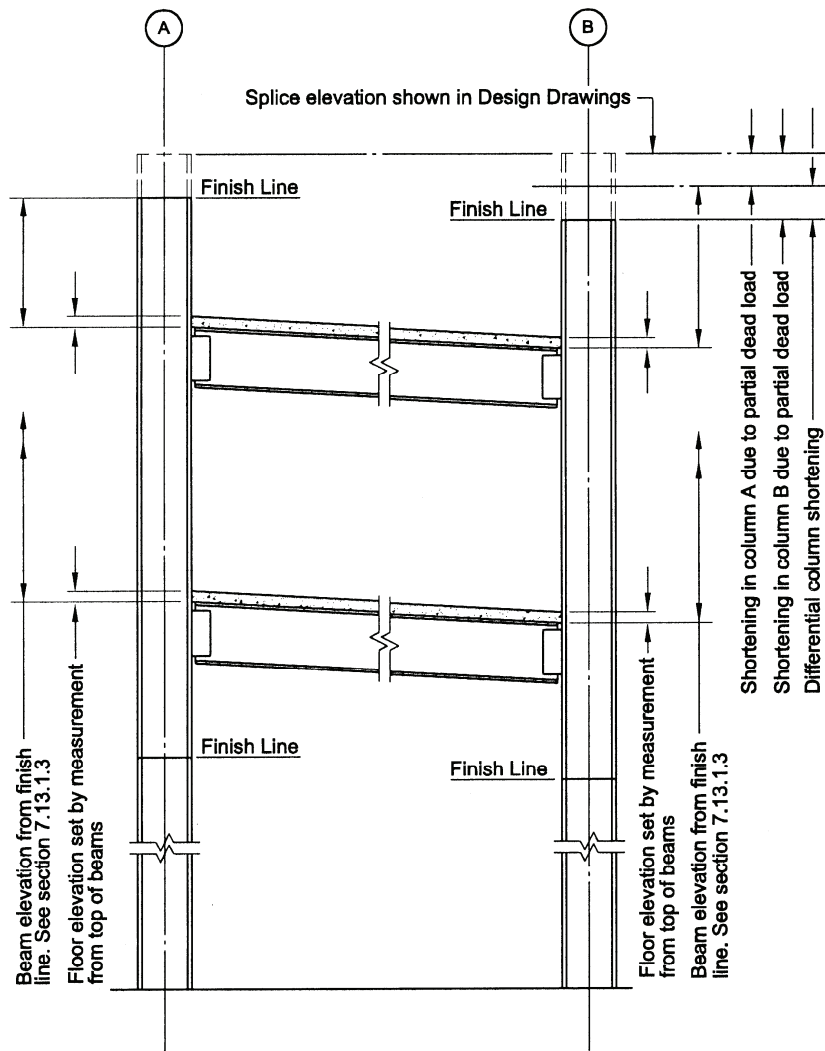 A
B
Splice elevation shown in Design Drawings
Finish Line
Finish Line
Finish Line
Finish Line
Beam elevation from finish
line. See section 7.13.1.3
Floor elevation set by measurement
from top of beams
Floor elevation set by measurement
from top of beams
Beam elevation from finish
line. See section 7.13.1.3
Shortening in column A due to partial dead load
Shortening in column B due to partial dead load
Differential column shortening